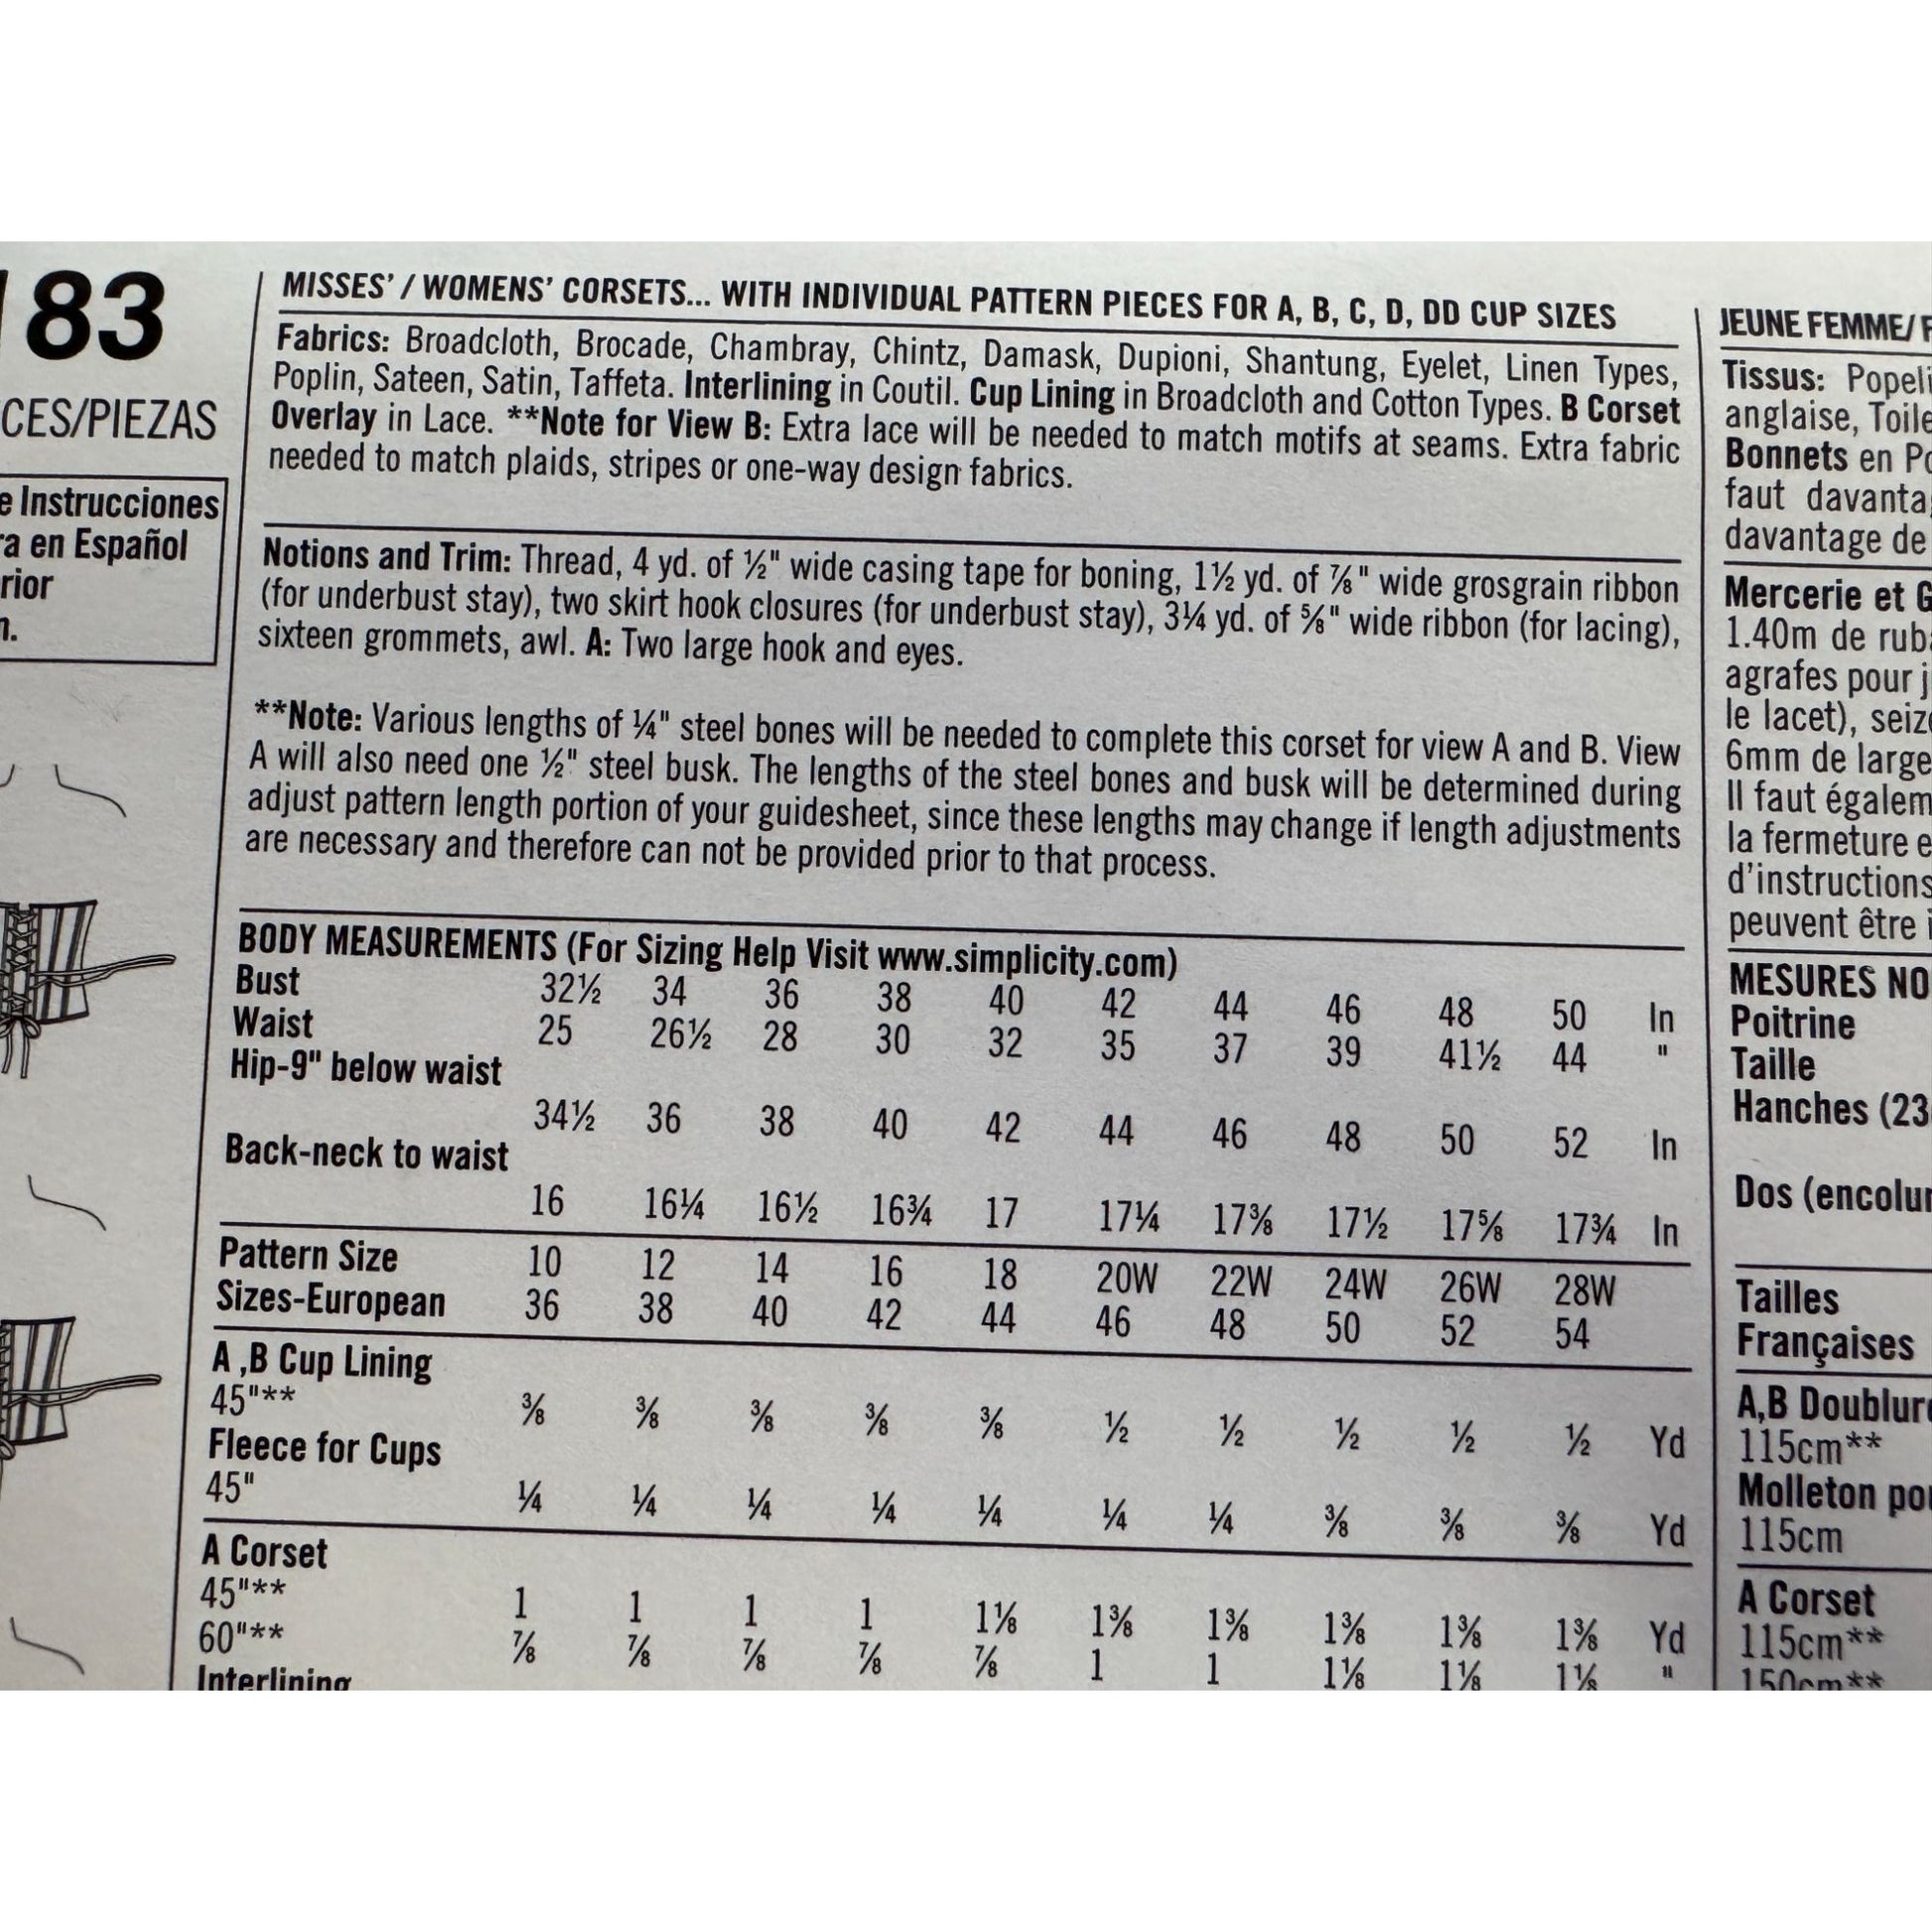 183
CES/PIEZAS
e Instrucciones
ra en Español
rior
n.
MISSES' / WOMENS' CORSETS... WITH INDIVIDUAL PATTERN PIECES FOR A, B, C, D, DD CUP SIZES
Fabrics: Broadcloth, Brocade, Chambray, Chintz, Damask, Dupioni, Shantung, Eyelet, Linen Types,
Poplin, Sateen, Satin, Taffeta. Interlining in Coutil. Cup Lining in Broadcloth and Cotton Types. B Corset
Overlay in Lace. **Note for View B: Extra lace will be needed to match motifs at seams. Extra fabric
needed to match plaids, stripes or one-way design fabrics.
Notions and Trim: Thread, 4 yd. of ½" wide casing tape for boning, 1½ yd. of ⅞" wide grosgrain ribbon
(for underbust stay), two skirt hook closures (for underbust stay), 3¼ yd. of ⅝" wide ribbon (for lacing),
sixteen grommets, awl. A: Two large hook and eyes.
**Note: Various lengths of ¼" steel bones will be needed to complete this corset for view A and B. View
A will also need one ½" steel busk. The lengths of the steel bones and busk will be determined during
adjust pattern length portion of your guidesheet, since these lengths may change if length adjustments
are necessary and therefore can not be provided prior to that process.
BODY MEASUREMENTS (For Sizing Help Visit www.simplicity.com)
Bust 32½ 34 36 38 40 42 44 46 48 50 In
Waist 25 26½ 28 30 32 35 37 39 41½ 44 "
Hip-9" below waist
34½ 36 38 40 42 44 46 48 50 52 In
Back-neck to waist
16 16¼ 16½ 16¾ 17 17¼ 17⅜ 17½ 17⅝ 17¾ In
Pattern Size 10 12 14 16 18 20W 22W 24W 26W 28W
Sizes-European 36 38 40 42 44 46 48 50 52 54
A ,B Cup Lining
45"** ⅜ ⅜ ⅜ ⅜ ⅜ ½ ½ ½ ½ ½ Yd
Fleece for Cups
45" ¼ ¼ ¼ ¼ ¼ ¼ ¼ ⅜ ⅜ ⅜ Yd
A Corset
45"** 1 1 1 1 1⅛ 1⅜ 1⅜ 1⅜ 1⅜ 1⅜ Yd
60"** ⅞ ⅞ ⅞ ⅞ ⅞ 1 1 1⅛ 1⅛ 1⅛ "
Interlining
JEUNE FEMME/ F
Tissus: Popeli
anglaise, Toile
Bonnets en Po
faut davanta
davantage de
Mercerie et G
1.40m de rub
agrafes pour j
le lacet), seiz
6mm de large
Il faut égalem
la fermeture e
d'instructions
peuvent être i
MESURES NO
Poitrine
Taille
Hanches (23
Dos (encolur
Tailles
Françaises
A,B Doublur
115cm**
Molleton pou
115cm
A Corset
115cm**
150cm**